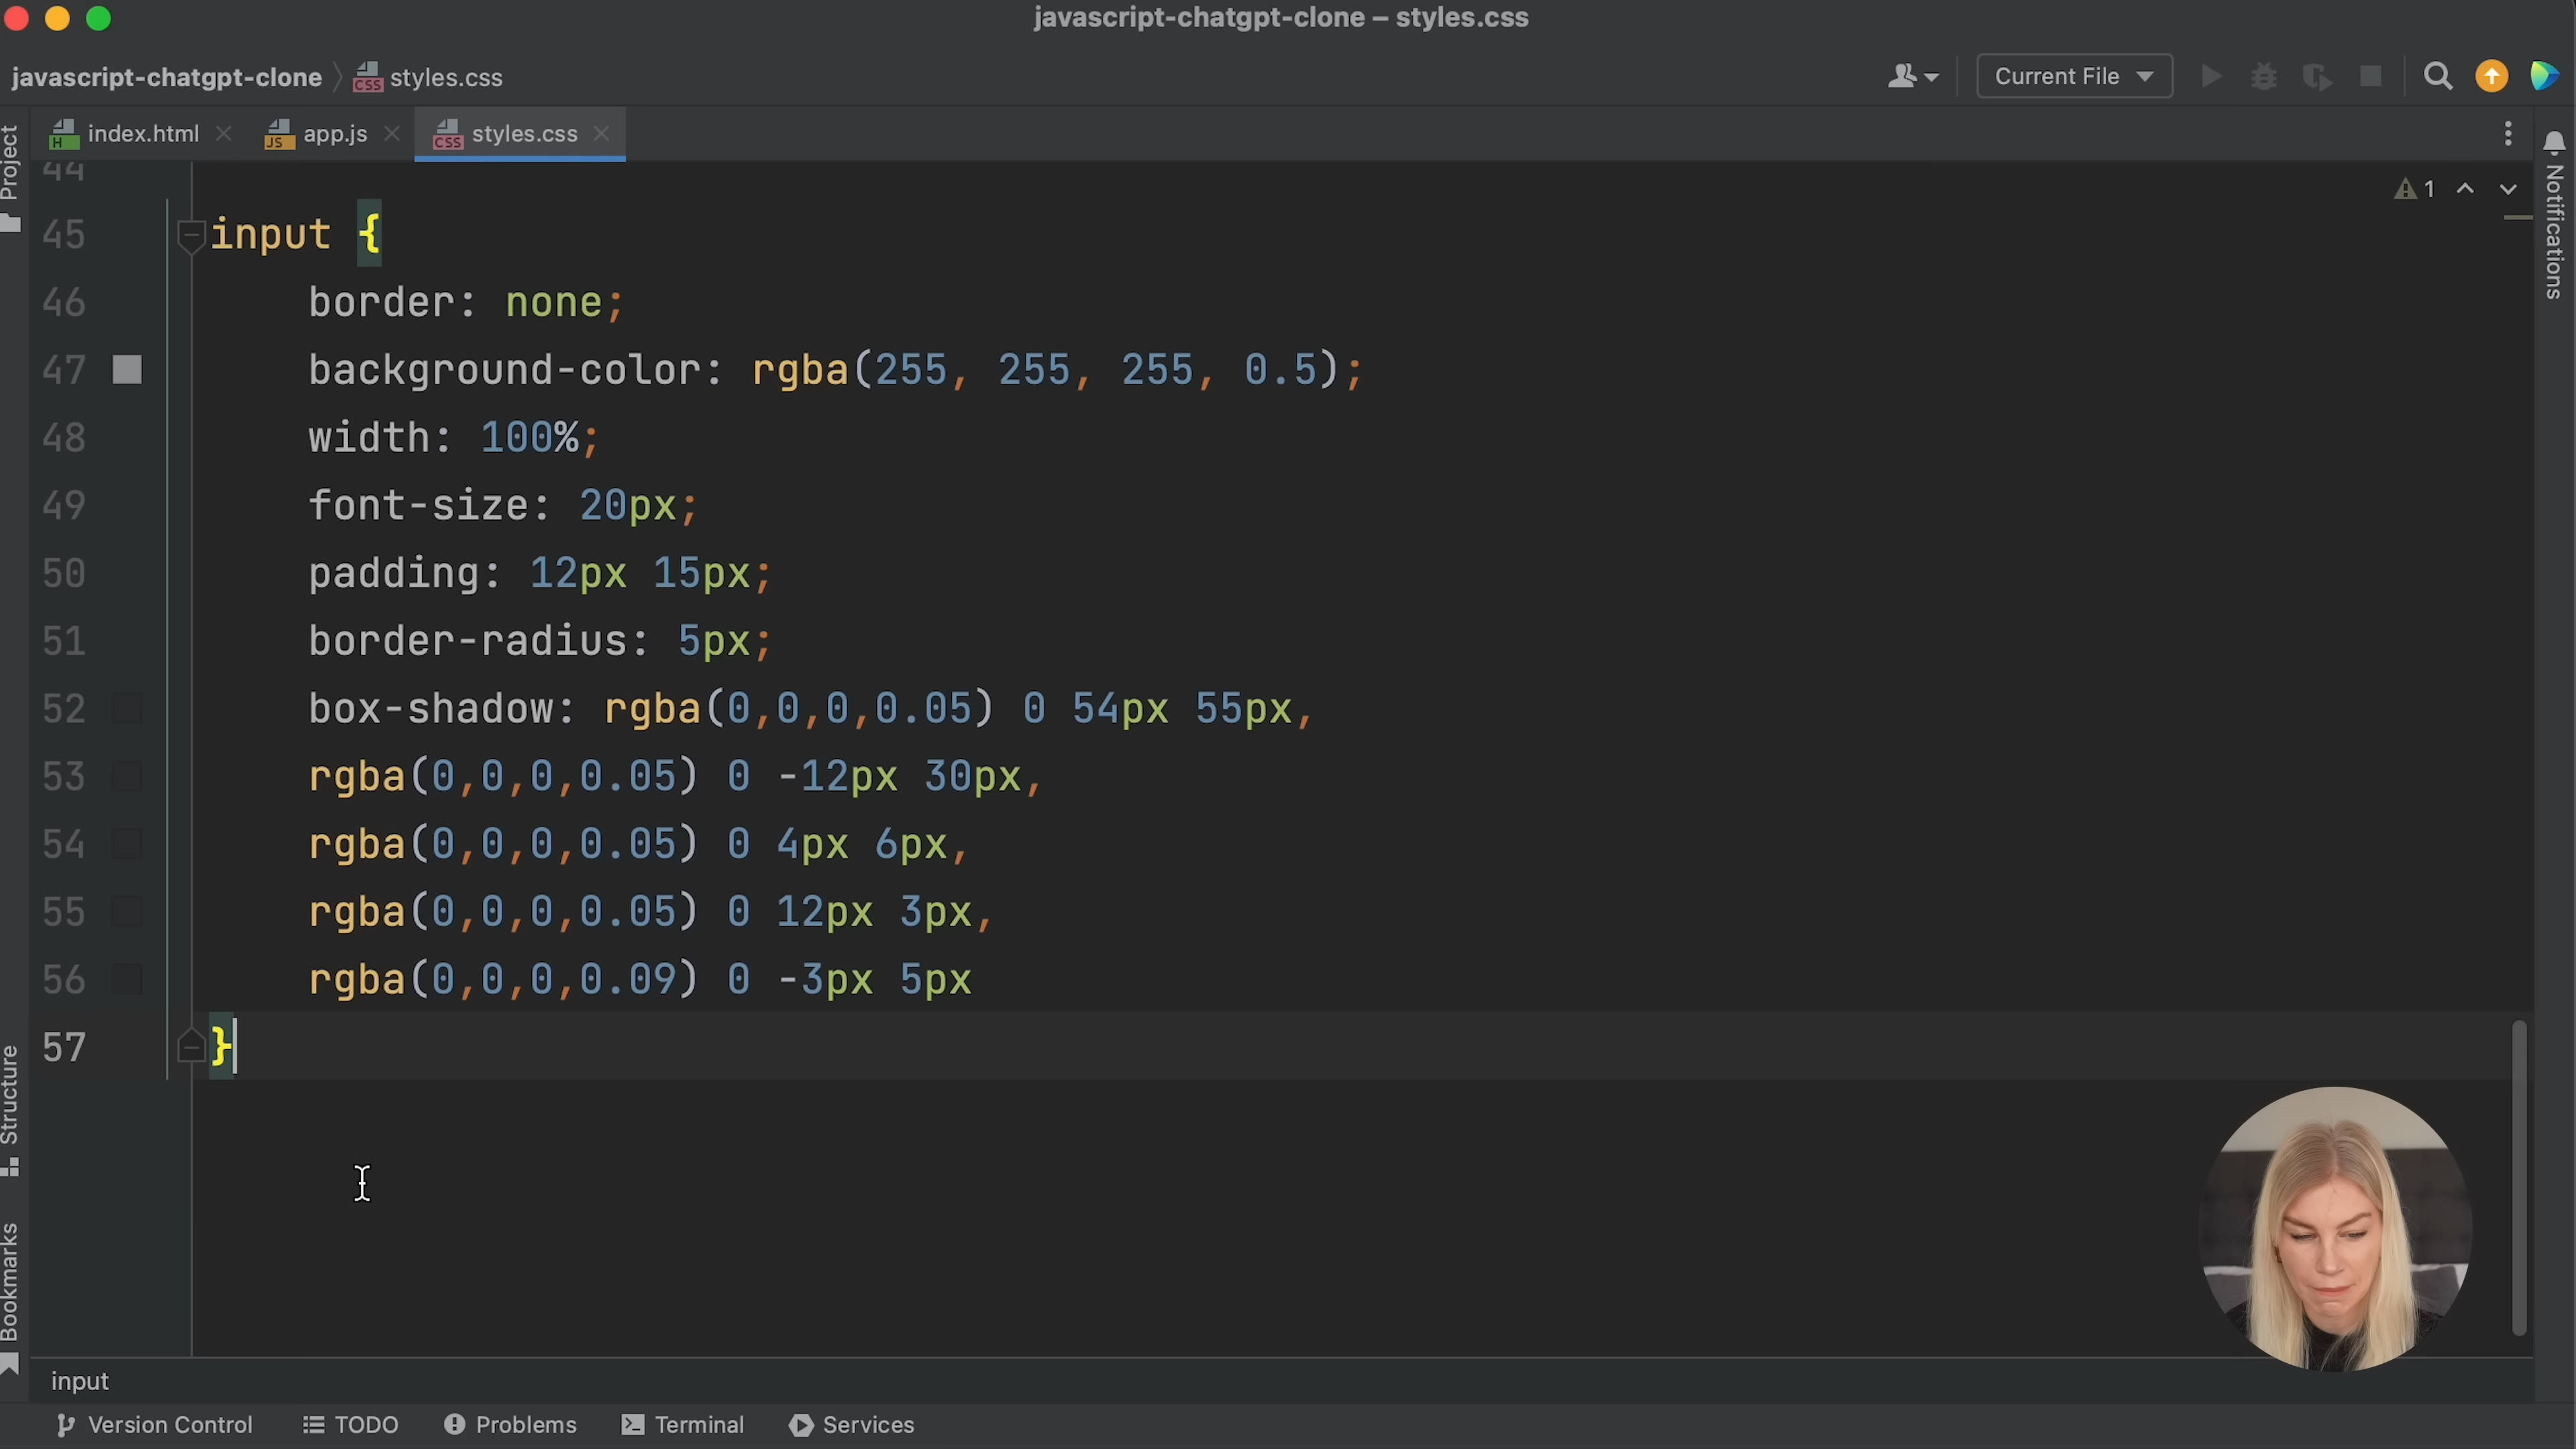 javascript-chatgpt-clone – styles.css
javascript-chatgpt-clone
styles.css
Current File
index.html
app.js
styles.css
Project
Notifications
1
44
45 input {
46 border: none;
47 background-color: rgba(255, 255, 255, 0.5);
48 width: 100%;
49 font-size: 20px;
50 padding: 12px 15px;
51 border-radius: 5px;
52 box-shadow: rgba(0,0,0,0.05) 0 54px 55px,
53 rgba(0,0,0,0.05) 0 -12px 30px,
54 rgba(0,0,0,0.05) 0 4px 6px,
55 rgba(0,0,0,0.05) 0 12px 3px,
56 rgba(0,0,0,0.09) 0 -3px 5px
57 }
Structure
Bookmarks
input
Version Control
TODO
Problems
Terminal
Services